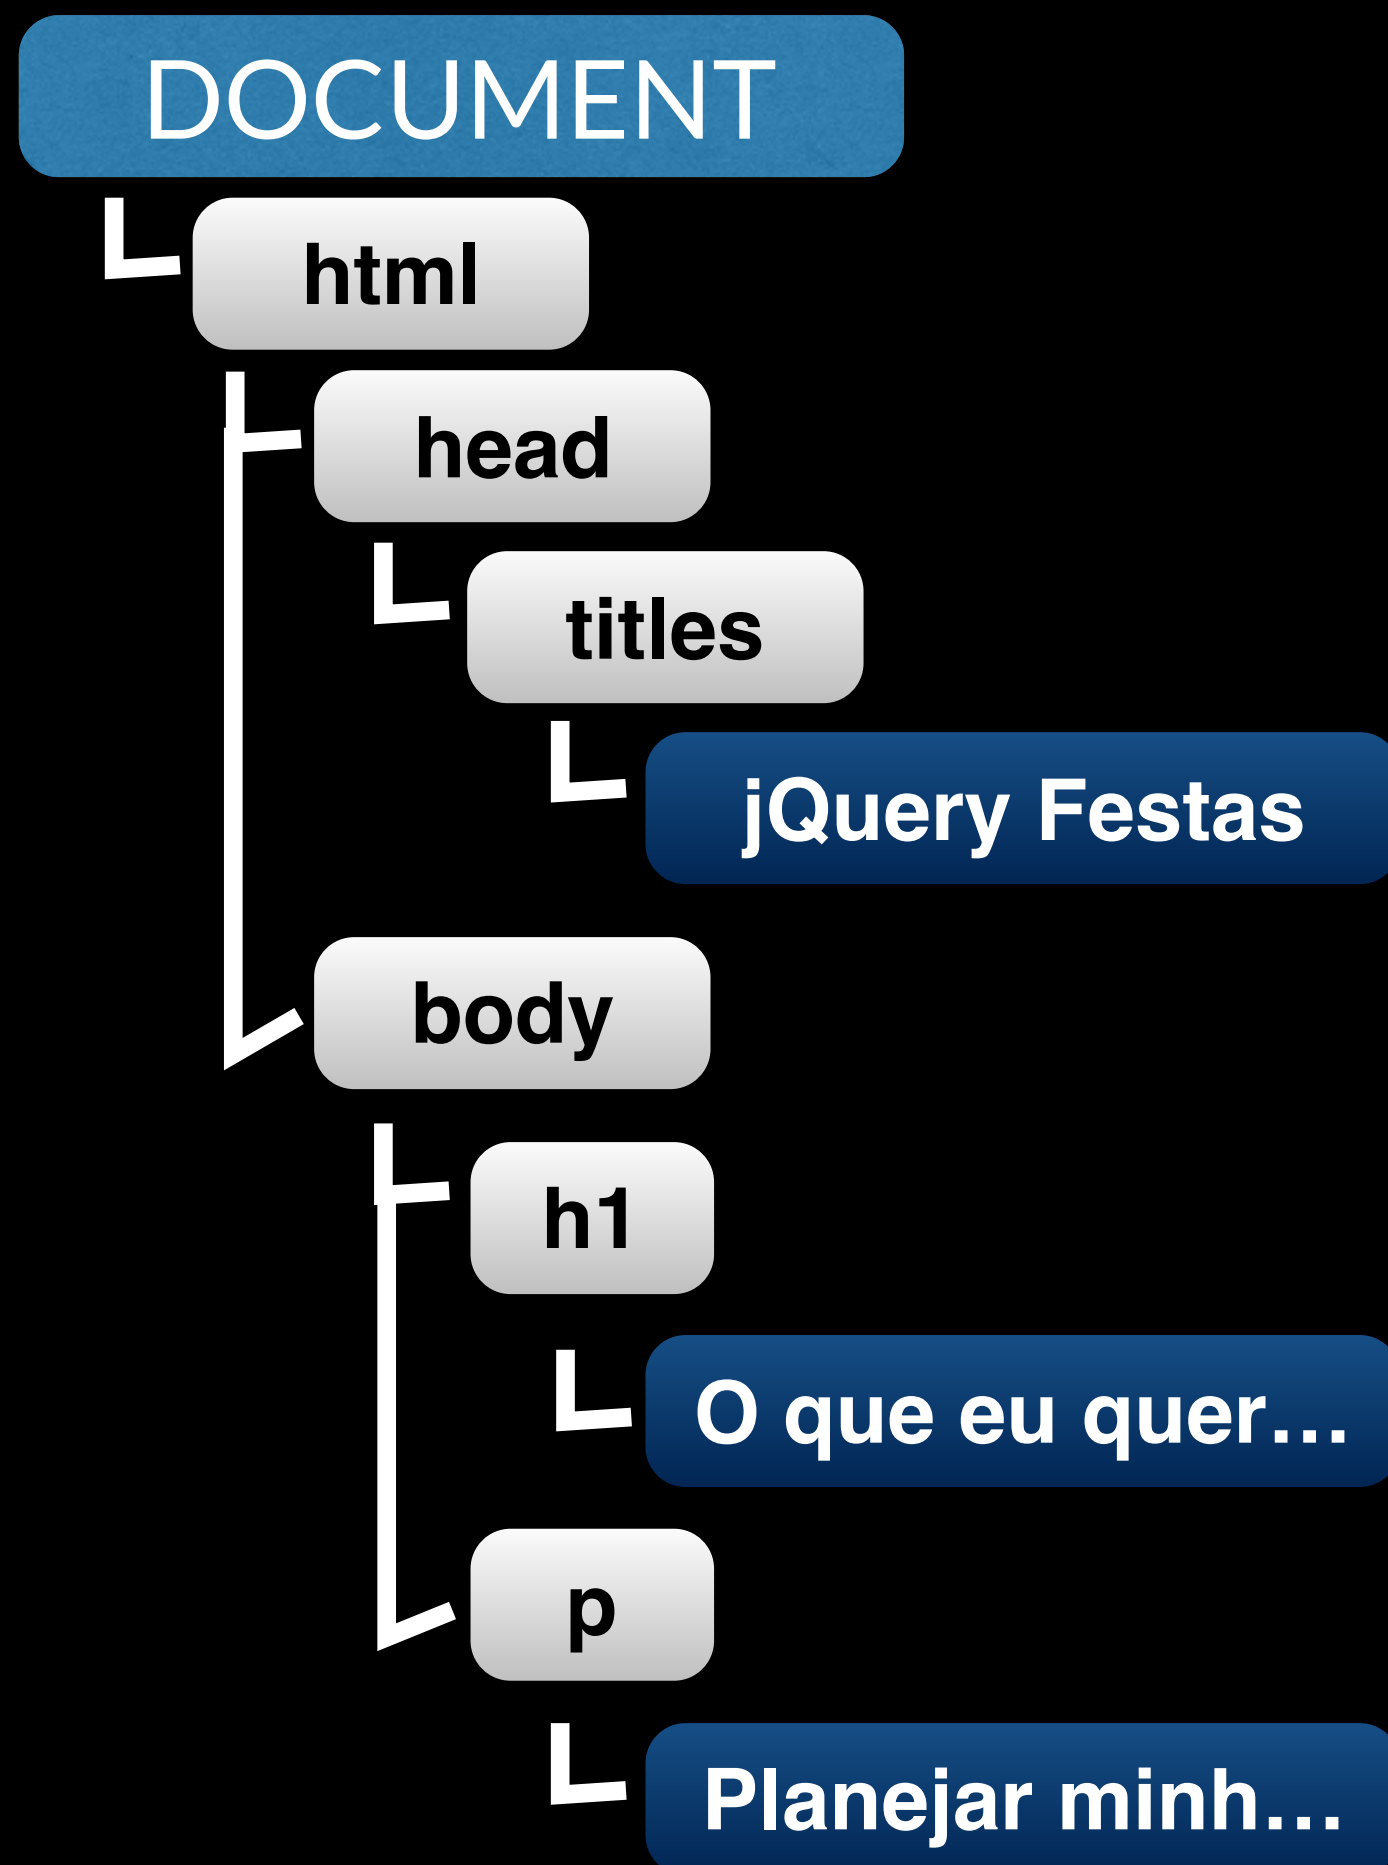 DOCUMENT
html
head
titles
jQuery Festas
body
h1
O que eu quer…
p
Planejar minh…